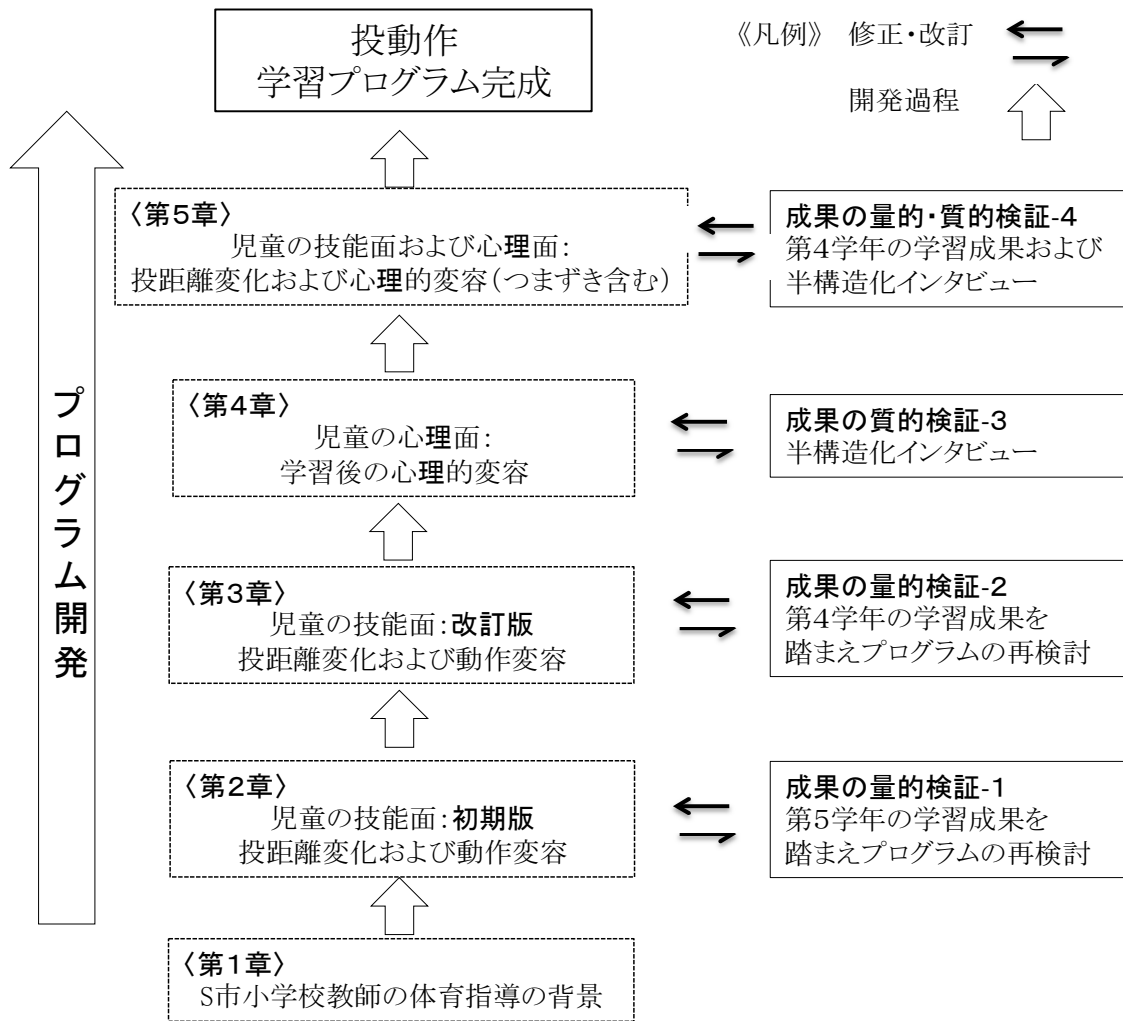 投動作
学習プログラム完成
《凡例》 修正・改訂
開発過程
プログラム開発
〈第5章〉
児童の技能面および心理面：
投距離変化および心理的変容（つまずき含む）
成果の量的・質的検証-4
第4学年の学習成果および
半構造化インタビュー
〈第4章〉
児童の心理面：
学習後の心理的変容
成果の質的検証-3
半構造化インタビュー
〈第3章〉
児童の技能面：改訂版
投距離変化および動作変容
成果の量的検証-2
第4学年の学習成果を
踏まえプログラムの再検討
〈第2章〉
児童の技能面：初期版
投距離変化および動作変容
成果の量的検証-1
第5学年の学習成果を
踏まえプログラムの再検討
〈第1章〉
S市小学校教師の体育指導の背景